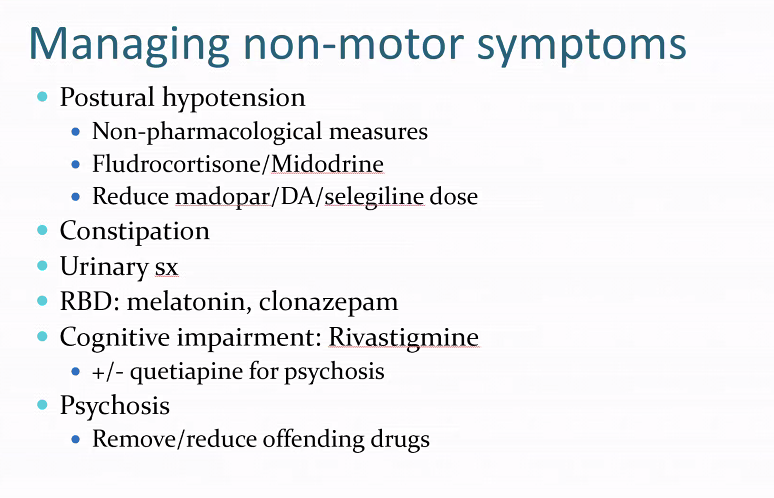 Managing non-motor symptoms
Postural hypotension
Non-pharmacological measures
Fludrocortisone/Midodrine
Reduce madopar/DA/selegiline dose
Constipation
Urinary sx
RBD: melatonin, clonazepam
Cognitive impairment: Rivastigmine
+/- quetiapine for psychosis
Psychosis
Remove/reduce offending drugs